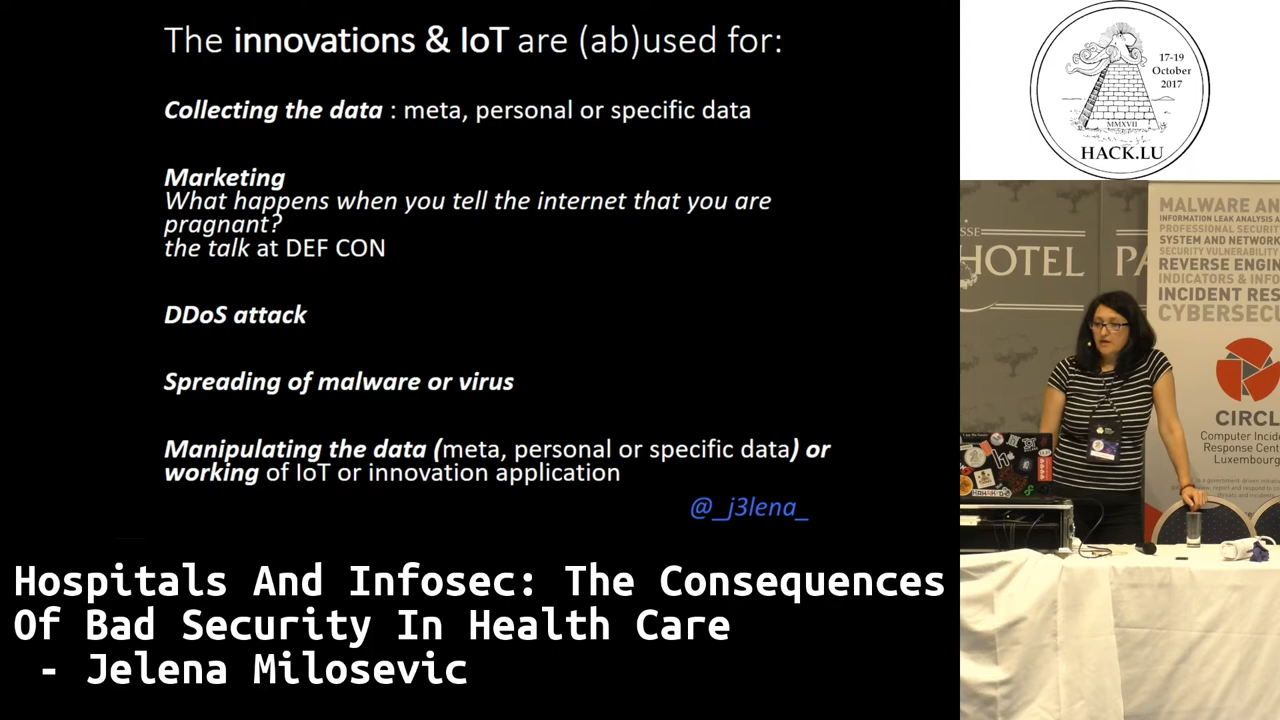 The innovations & IoT are (ab)used for:
Collecting the data : meta, personal or specific data
Marketing
What happens when you tell the internet that you are
pragnant?
the talk at DEF CON
DDoS attack
Spreading of malware or virus
Manipulating the data (meta, personal or specific data) or
working of IoT or innovation application
@_j3lena_
Hospitals And Infosec: The Consequences
Of Bad Security In Health Care
- Jelena Milosevic
17-19
October
2017
MMXVII
HACK.LU
HOTEL
PA
MALWARE AN
INFORMATION LEAK ANALYSIS A
PROFESSIONAL SECURIT
SYSTEM AND NETWORK
SECURITY VULNERABILITY
REVERSE ENGIN
INDICATORS & INFO
INCIDENT RES
CYBERSECU
CIRCL
Computer Incid
Response Cent
Luxembourg